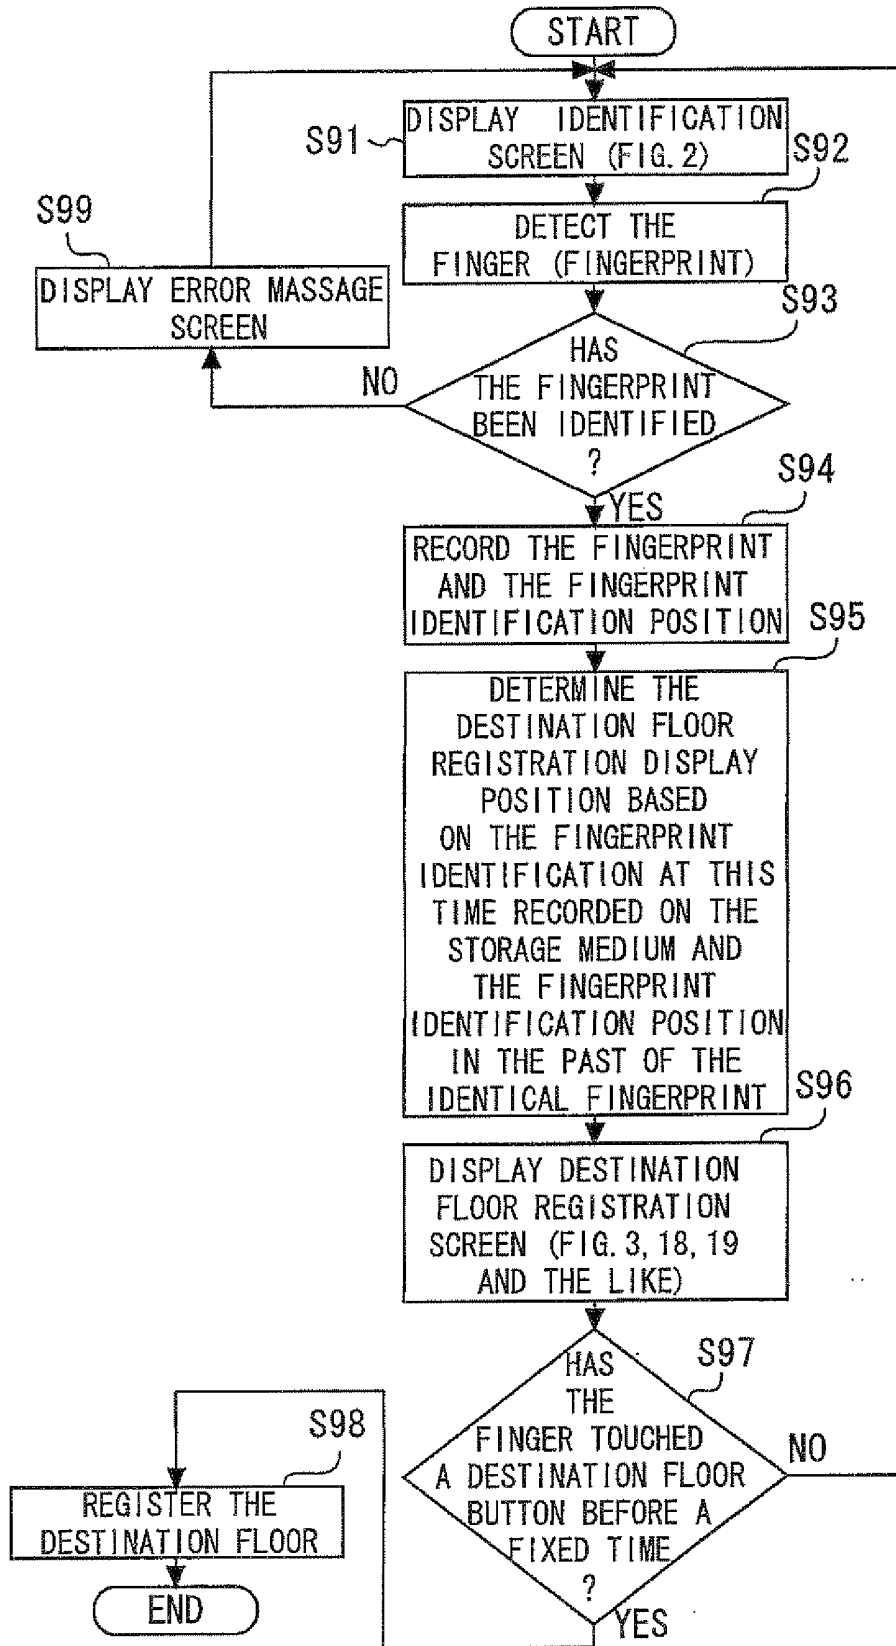 START
S91
DISPLAY IDENTIFICATION
SCREEN (FIG. 2)
S92
DETECT THE
FINGER (FINGERPRINT)
S99
DISPLAY ERROR MASSAGE
SCREEN
S93
HAS
THE FINGERPRINT
BEEN IDENTIFIED
?
NO
YES
S94
RECORD THE FINGERPRINT
AND THE FINGERPRINT
IDENTIFICATION POSITION
S95
DETERMINE THE
DESTINATION FLOOR
REGISTRATION DISPLAY
POSITION BASED
ON THE FINGERPRINT
IDENTIFICATION AT THIS
TIME RECORDED ON THE
STORAGE MEDIUM AND
THE FINGERPRINT
IDENTIFICATION POSITION
IN THE PAST OF THE
IDENTICAL FINGERPRINT
S96
DISPLAY DESTINATION
FLOOR REGISTRATION
SCREEN (FIG. 3, 18, 19
AND THE LIKE)
S97
HAS
THE
FINGER TOUCHED
A DESTINATION FLOOR
BUTTON BEFORE A
FIXED TIME
?
NO
YES
S98
REGISTER THE
DESTINATION FLOOR
END